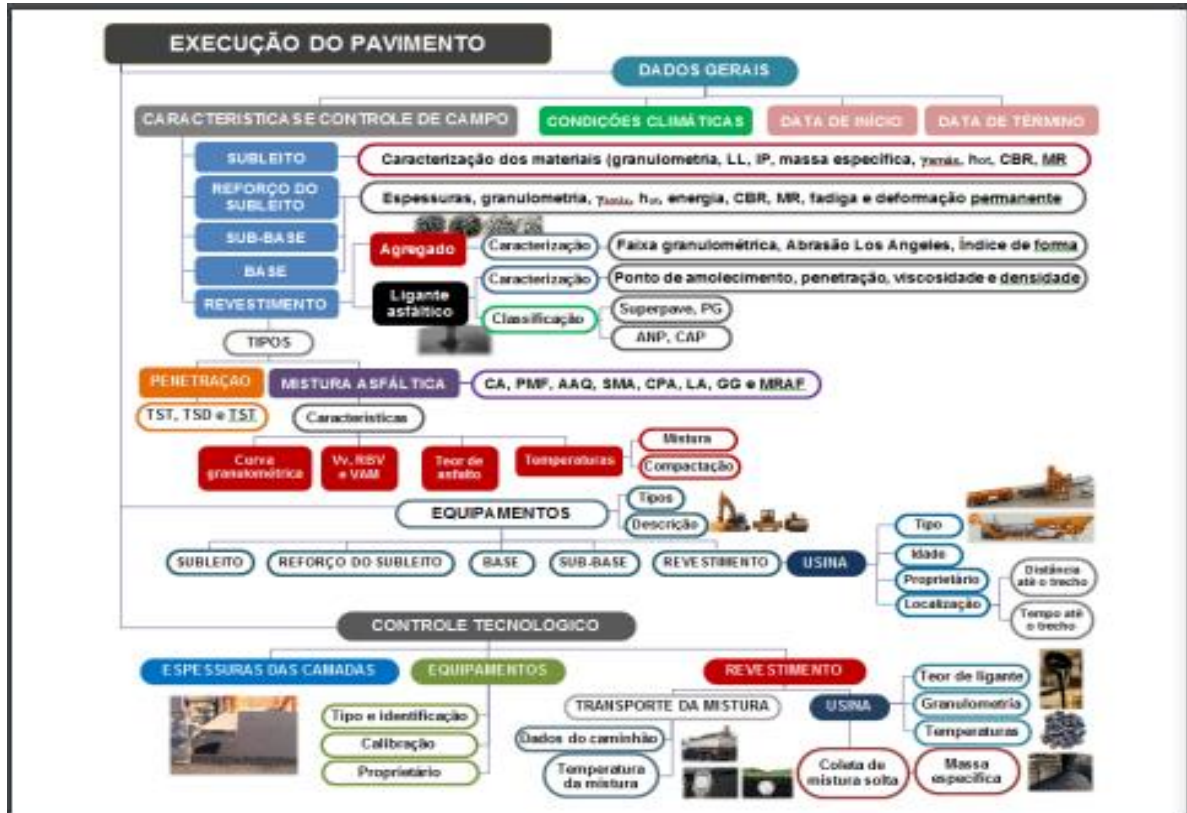 EXECUÇÃO DO PAVIMENTO
DADOS GERAIS
CARACTERISTICAS E CONTROLE DE CAMPO
CONDIÇÕES CLIMÁTICAS
DATA DE INÍCIO
DATA DE TÉRMINO
SUBLEITO
Caracterização dos materiais (granulometria, LL, IP, massa específica, γsmáx, hot, CBR, MR
REFORÇO DO
SUBLEITO
Espessuras, granulometria, γsmáx, hot, energia, CBR, MR, fadiga e deformação permanente
SUB-BASE
Agregado
Caracterização
Faixa granulométrica, Abrasão Los Angeles, Índice de forma
BASE
Ligante
asfáltico
Caracterização
Ponto de amolecimento, penetração, viscosidade e densidade
REVESTIMENTO
Classificação
Superpave, PG
ANP, CAP
TIPOS
PENETRAÇÃO
MISTURA ASFÁLTICA
CA, PMF, AAQ, SMA, CPA, LA, GG e MRAF
TST, TSD e TST
Características
Curva
granulométrica
Vv, RBV
e VAM
Teor de
asfalto
Temperaturas
Mistura
Compactação
EQUIPAMENTOS
Tipos
Descrição
SUBLEITO
REFORÇO DO SUBLEITO
BASE
SUB-BASE
REVESTIMENTO
USINA
Tipo
Idade
Proprietário
Localização
Distância
até o trecho
Tempo até
o trecho
CONTROLE TECNOLOGICO
ESPESSURAS DAS CAMADAS
EQUIPAMENTOS
REVESTIMENTO
Tipo e identificação
Calibração
Proprietário
TRANSPORTE DA MISTURA
Dados do caminhão
Temperatura
da mistura
USINA
Teor de ligante
Granulometria
Temperaturas
Coleta de
mistura solta
Massa
específica